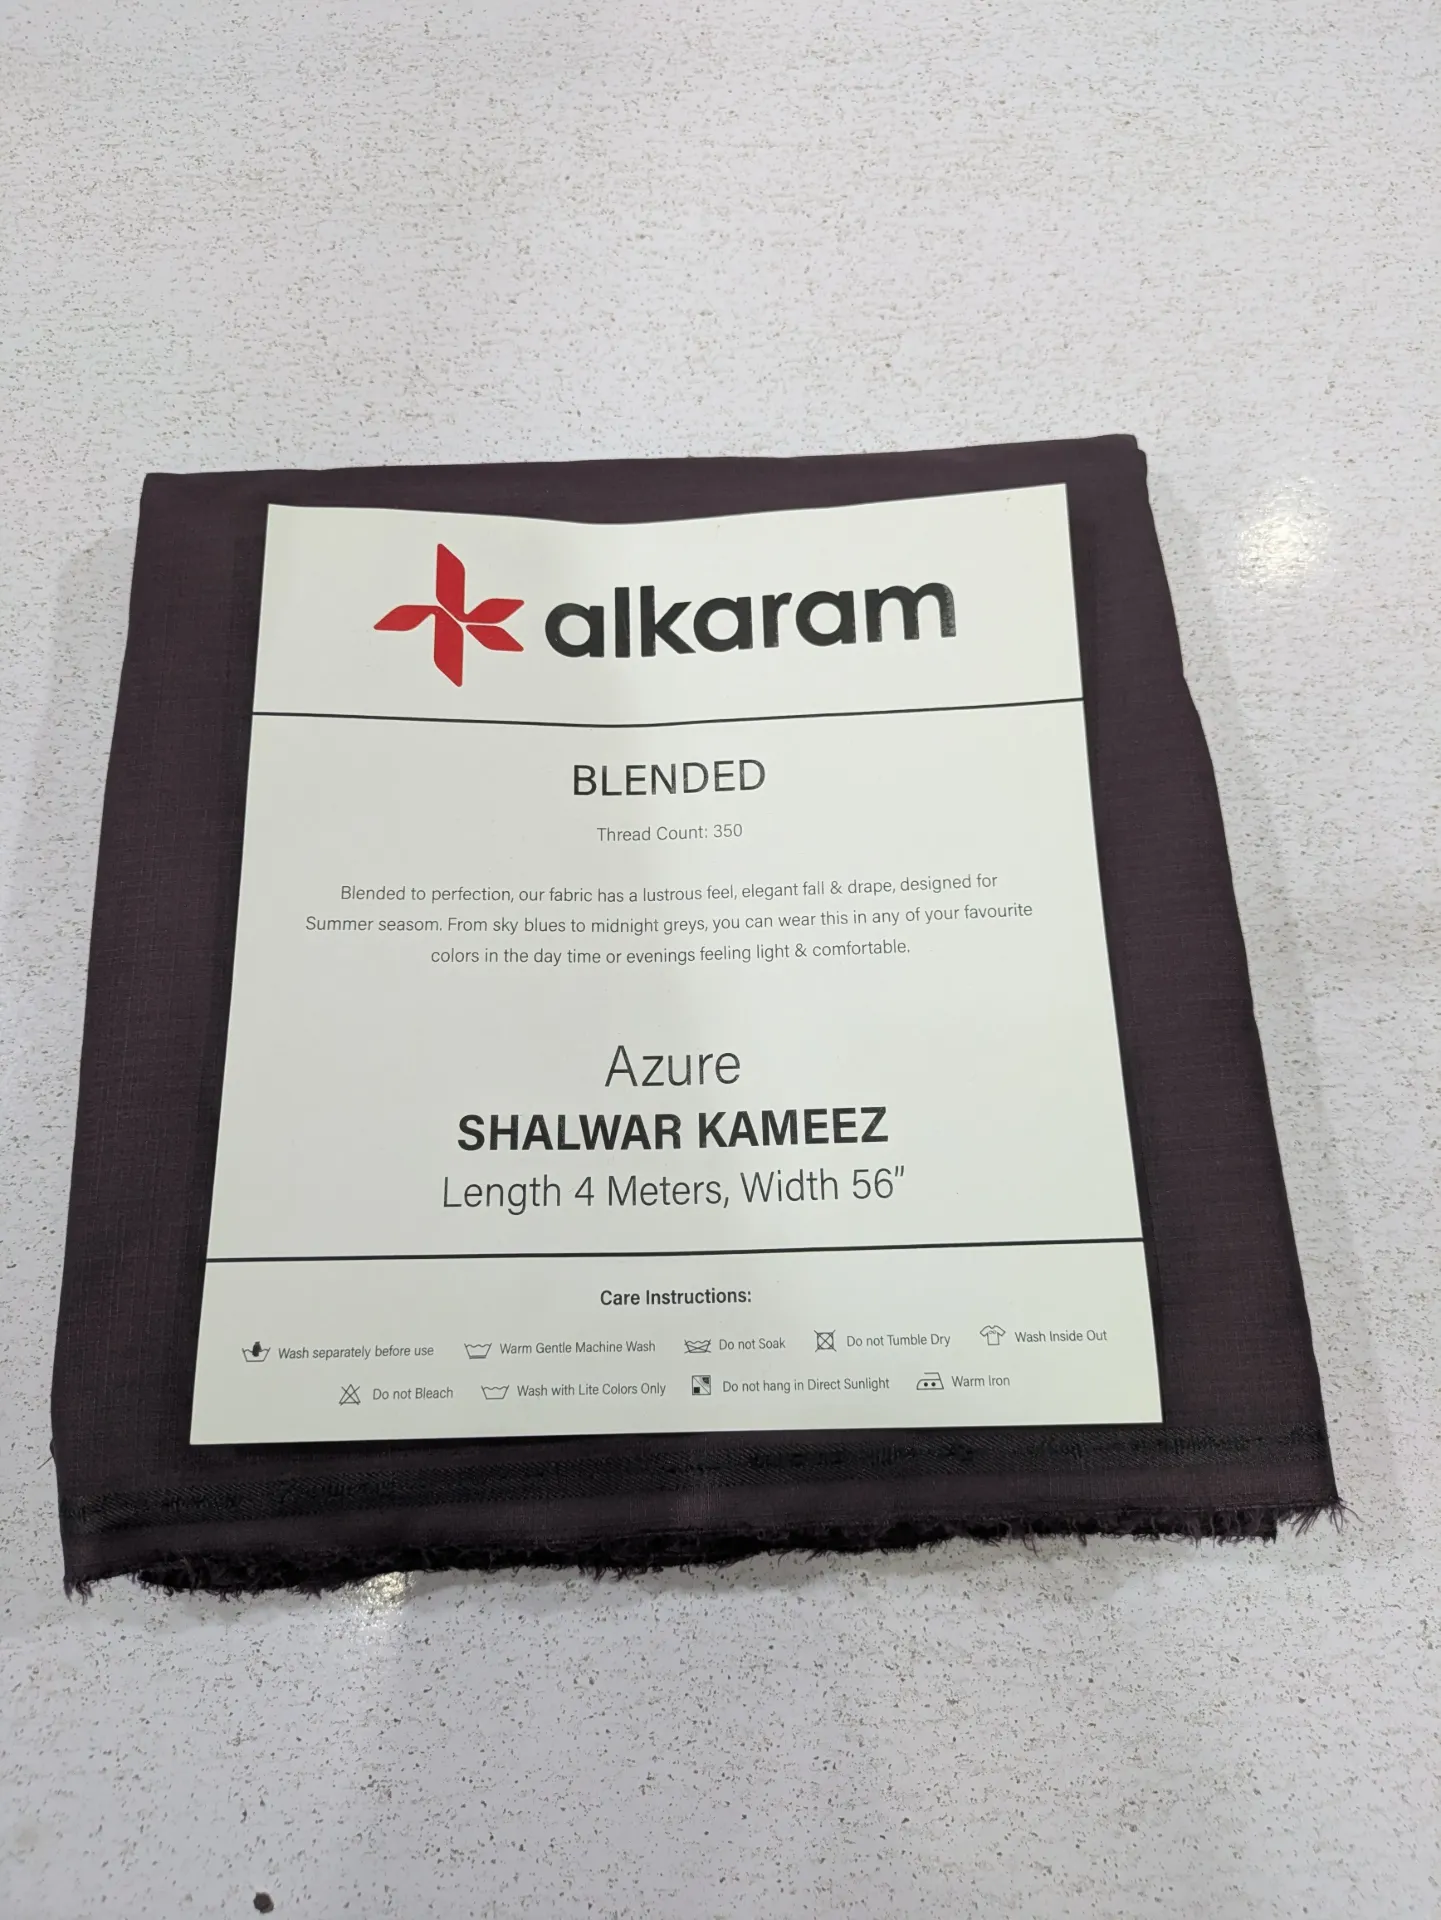 alkaram
BLENDED
Thread Count: 350
Blended to perfection, our fabric has a lustrous feel, elegant fall & drape, designed for
Summer seasom. From sky blues to midnight greys, you can wear this in any of your favourite
colors in the day time or evenings feeling light & comfortable.
Azure
SHALWAR KAMEEZ
Length 4 Meters, Width 56"
Care Instructions:
Wash separately before use Warm Gentle Machine Wash Do not Soak Do not Tumble Dry Wash Inside Out
Do not Bleach Wash with Lite Colors Only Do not hang in Direct Sunlight Warm Iron